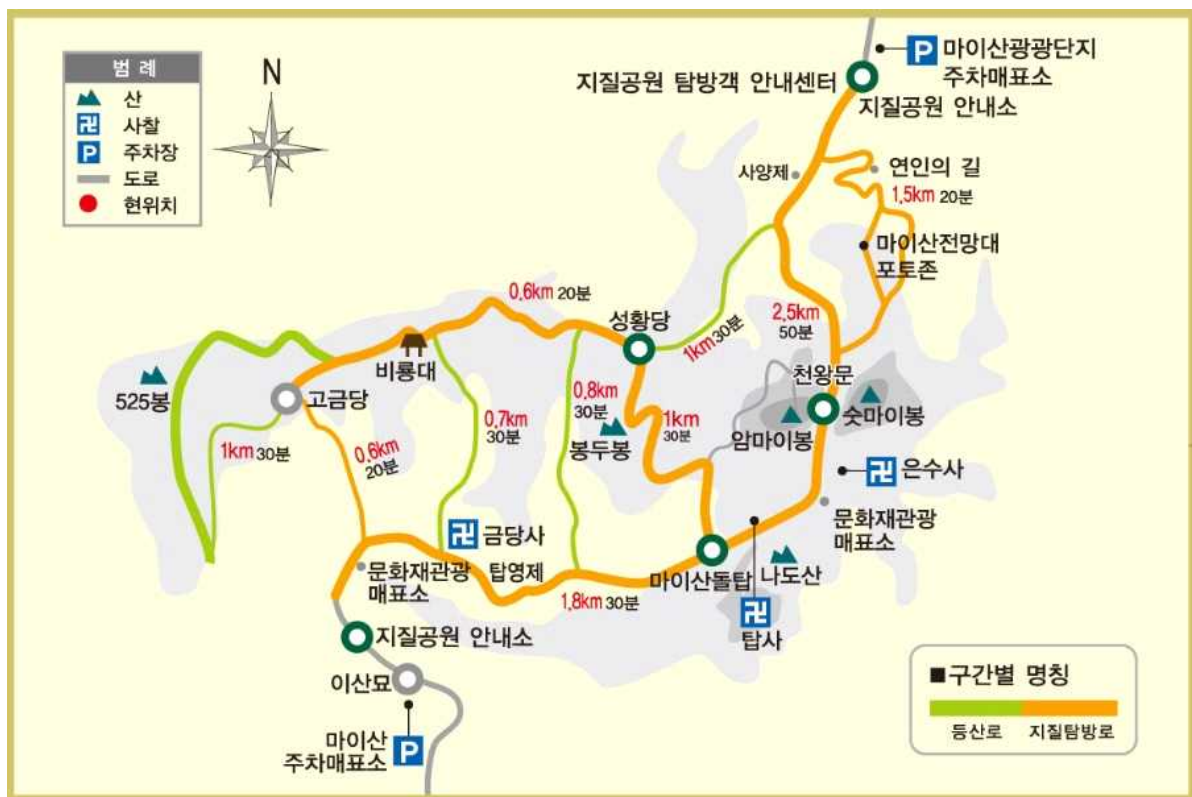 범 례
산
사찰
P 주차장
도로
현위치
N
P 마이산광광단지
주차매표소
지질공원 탐방객 안내센터
지질공원 안내소
사양제
연인의 길
1.5km 20분
마이산전망대
포토존
0.6km 20분
성황당
1km 30분
2.5km
50분
비룡대
천왕문
525봉
고금당
0.8km
30분
봉두봉
1km
30분
암마이봉
숫마이봉
0.7km
30분
1km 30분
0.6km
20분
은수사
문화재관광
매표소
금당사
문화재관광
매표소
탑영제
마이산돌탑
나도산
1.8km 30분
탑사
지질공원 안내소
이산묘
마이산
주차매표소
P
■구간별 명칭
등산로 지질탐방로